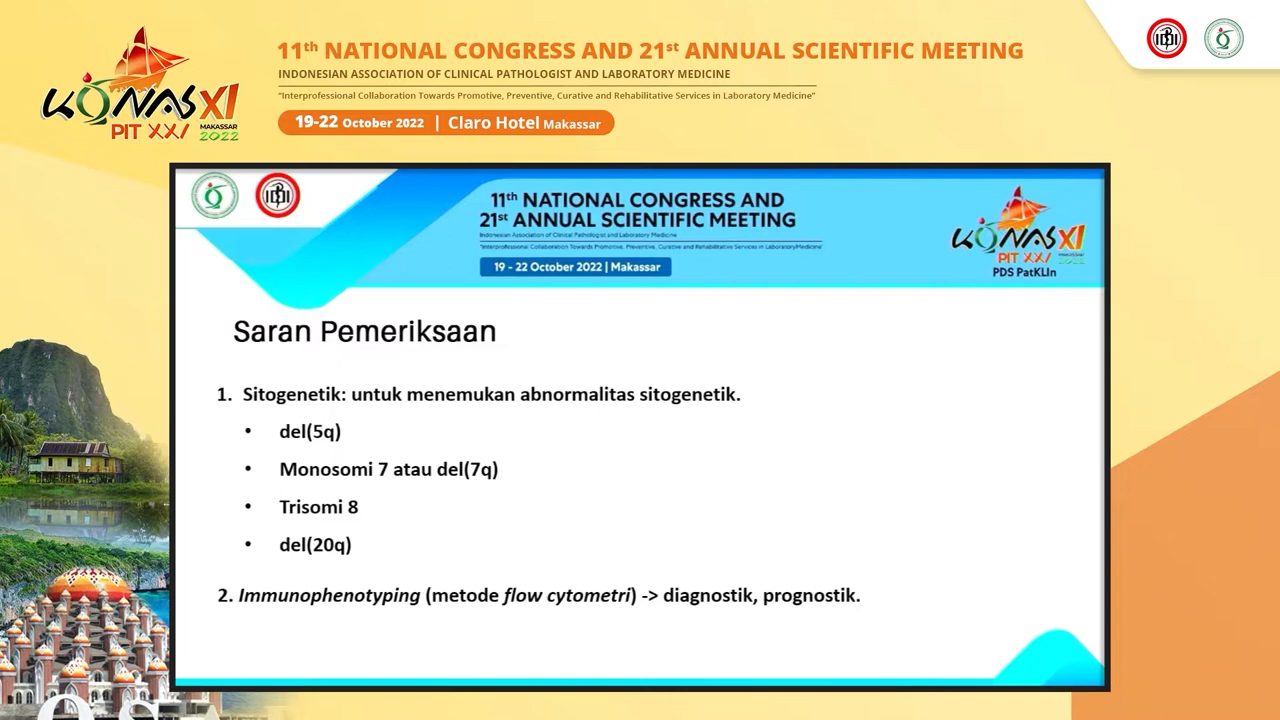 KONAS XI
PIT XXI MAKASSAR 2022
11th NATIONAL CONGRESS AND 21st ANNUAL SCIENTIFIC MEETING
INDONESIAN ASSOCIATION OF CLINICAL PATHOLOGIST AND LABORATORY MEDICINE
"Interprofessional Collaboration Towards Promotive, Preventive, Curative and Rehabilitative Services in Laboratory Medicine"
19-22 October 2022 | Claro Hotel Makassar
11th NATIONAL CONGRESS AND
21st ANNUAL SCIENTIFIC MEETING
Indonesian Association of Clinical Pathologist and Laboratory Medicine
"Interprofessional Collaboration Towards Promotive, Preventive, Curative and Rehabilitative Services in LaboratoryMedicine"
19 - 22 October 2022 | Makassar
KONAS XI
PIT XXI 2022
PDS PatKLIn
Saran Pemeriksaan
1. Sitogenetik: untuk menemukan abnormalitas sitogenetik.
• del(5q)
• Monosomi 7 atau del(7q)
• Trisomi 8
• del(20q)
2. Immunophenotyping (metode flow cytometri) -> diagnostik, prognostik.